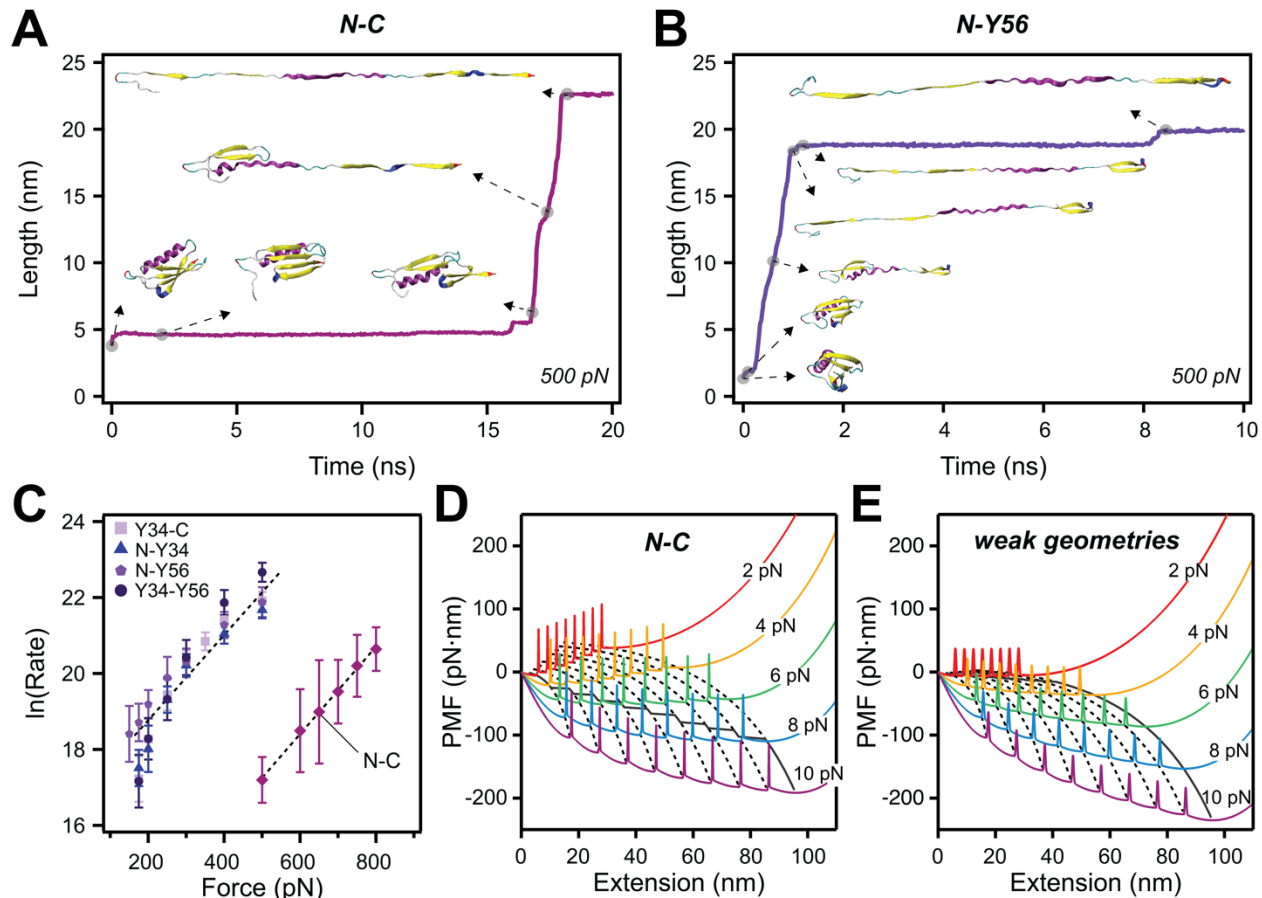 A
N-C
B
N-Y56
25
20
15
10
5
0
Length (nm)
500 pN
0
5
10
15
20
Time (ns)
25
20
15
10
5
0
Length (nm)
500 pN
0
2
4
6
8
10
Time (ns)
C
24
22
20
18
16
ln(Rate)
Y34-C
N-Y34
N-Y56
Y34-Y56
N-C
200
400
600
800
Force (pN)
D
N-C
200
100
0
-100
-200
PMF (pN·nm)
2 pN
4 pN
6 pN
8 pN
10 pN
0
20
40
60
80
100
Extension (nm)
E
weak geometries
200
100
0
-100
-200
PMF (pN·nm)
2 pN
4 pN
6 pN
8 pN
10 pN
0
20
40
60
80
100
Extension (nm)